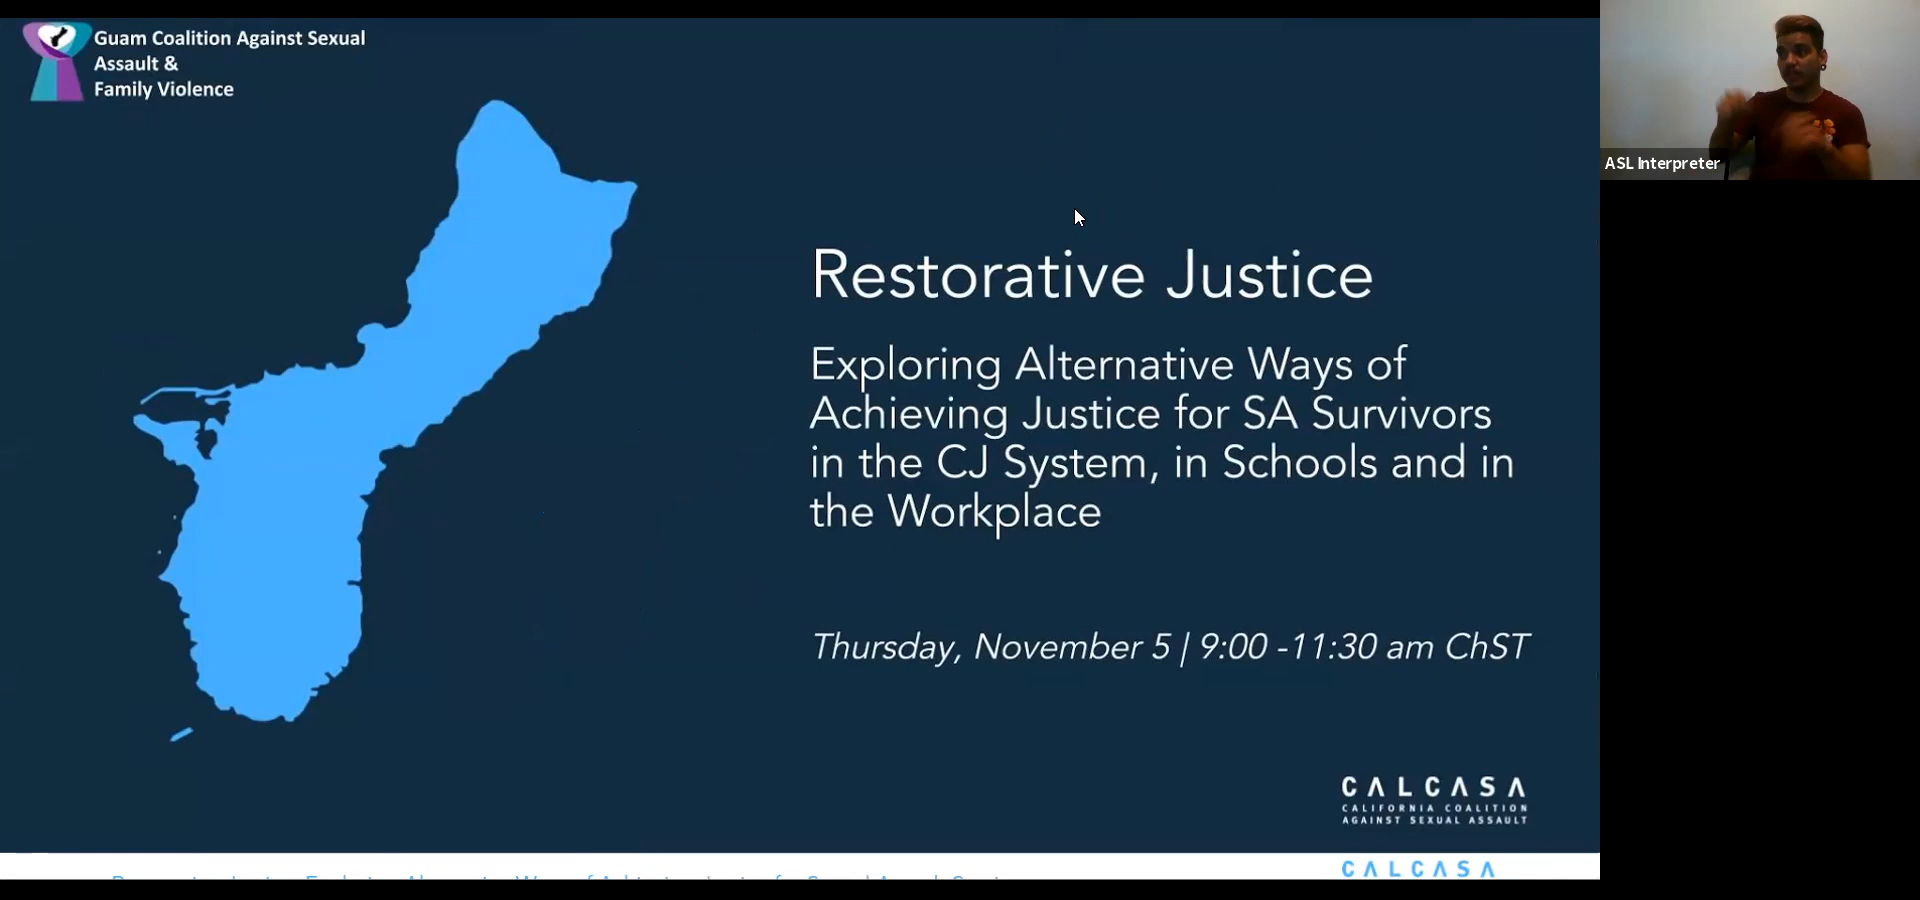 Guam Coalition Against Sexual
Assault &
Family Violence
ASL Interpreter
Restorative Justice
Exploring Alternative Ways of
Achieving Justice for SA Survivors
in the CJ System, in Schools and in
the Workplace
Thursday, November 5 | 9:00 -11:30 am ChST
CALCASA
CALIFORNIA COALITION
AGAINST SEXUAL ASSAULT
CALCASA